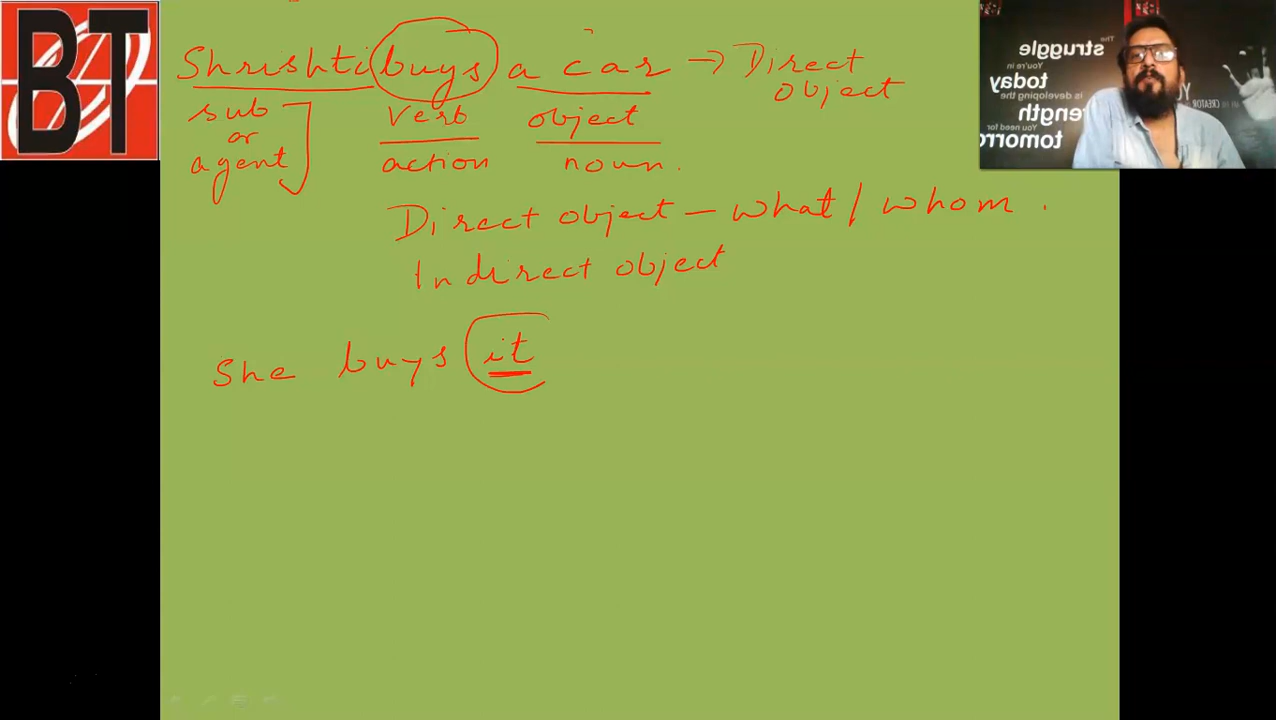 BT
Shrishti buys a car → Direct object
sub or agent
Verb
object
action
noun.
Direct object - what / whom.
Indirect object
She buys it
The struggle
You're in
today
is developing the
strength
You need for
tomorrow